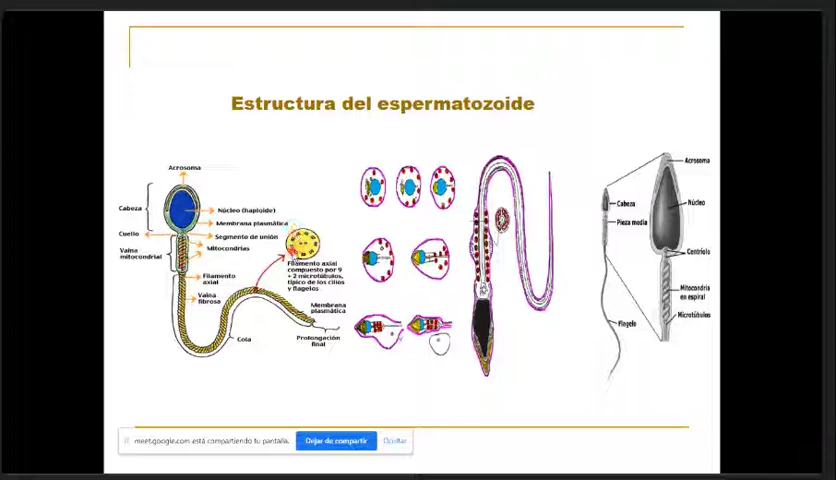 Estructura del espermatozoide
Acrosoma
Cabeza
Núcleo (haploide)
Membrana plasmática
Cuello
Segmento de unión
Vaina
mitocondrial
Mitocondrias
Filamento
axial
Vaina
fibrosa
Filamento axial
compuesto por 9
+ 2 microtúbulos,
típico de los cilios
y flagelos
Membrana
plasmática
Cola
Prolongación
final
Acrosoma
Cabeza
Núcleo
Pieza media
Centríolo
Mitocondria
en espiral
Microtúbulos
Flagelo
meet.google.com está compartiendo tu pantalla.
Dejar de compartir
Ocultar